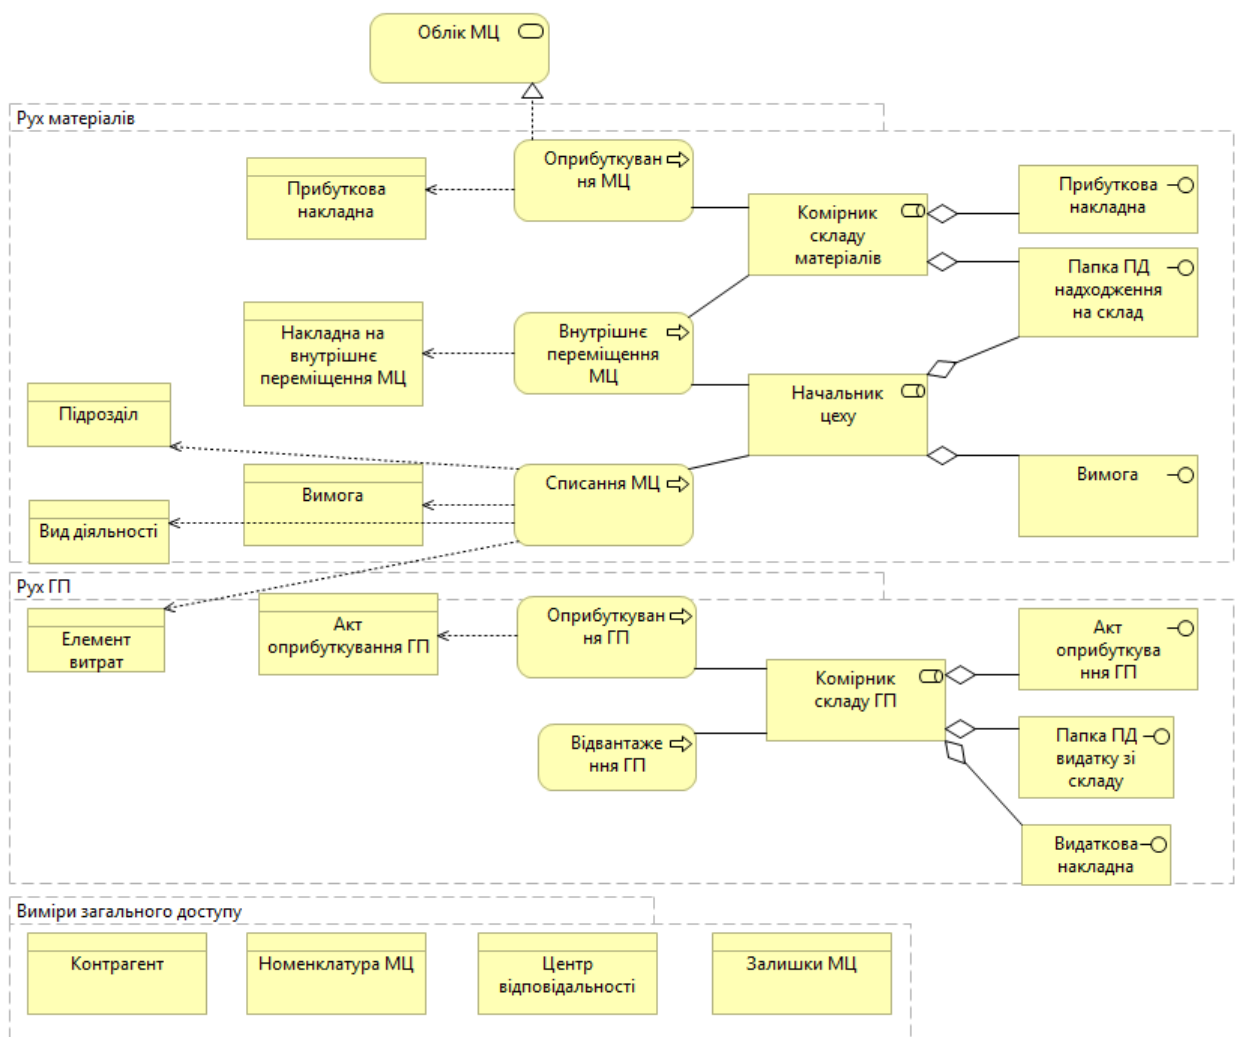 Облік МЦ
Рух матеріалів
Оприбуткуван
ня МЦ
Прибуткова
накладна
Комірник
складу
матеріалів
Прибуткова
накладна
Папка ПД
надходження
на склад
Накладна на
внутрішнє
переміщення МЦ
Внутрішнє
переміщення
МЦ
Начальник
цеху
Підрозділ
Вимога
Списання МЦ
Вимога
Вид діяльності
Рух ГП
Елемент
витрат
Акт
оприбуткування ГП
Оприбуткуван
ня ГП
Комірник
складу ГП
Акт
оприбуткува
ння ГП
Відвантаже
ння ГП
Папка ПД
видатку зі
складу
Видаткова
накладна
Виміри загального доступу
Контрагент
Номенклатура МЦ
Центр
відповідальності
Залишки МЦ